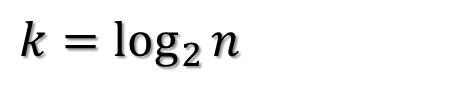 k = log₂ n